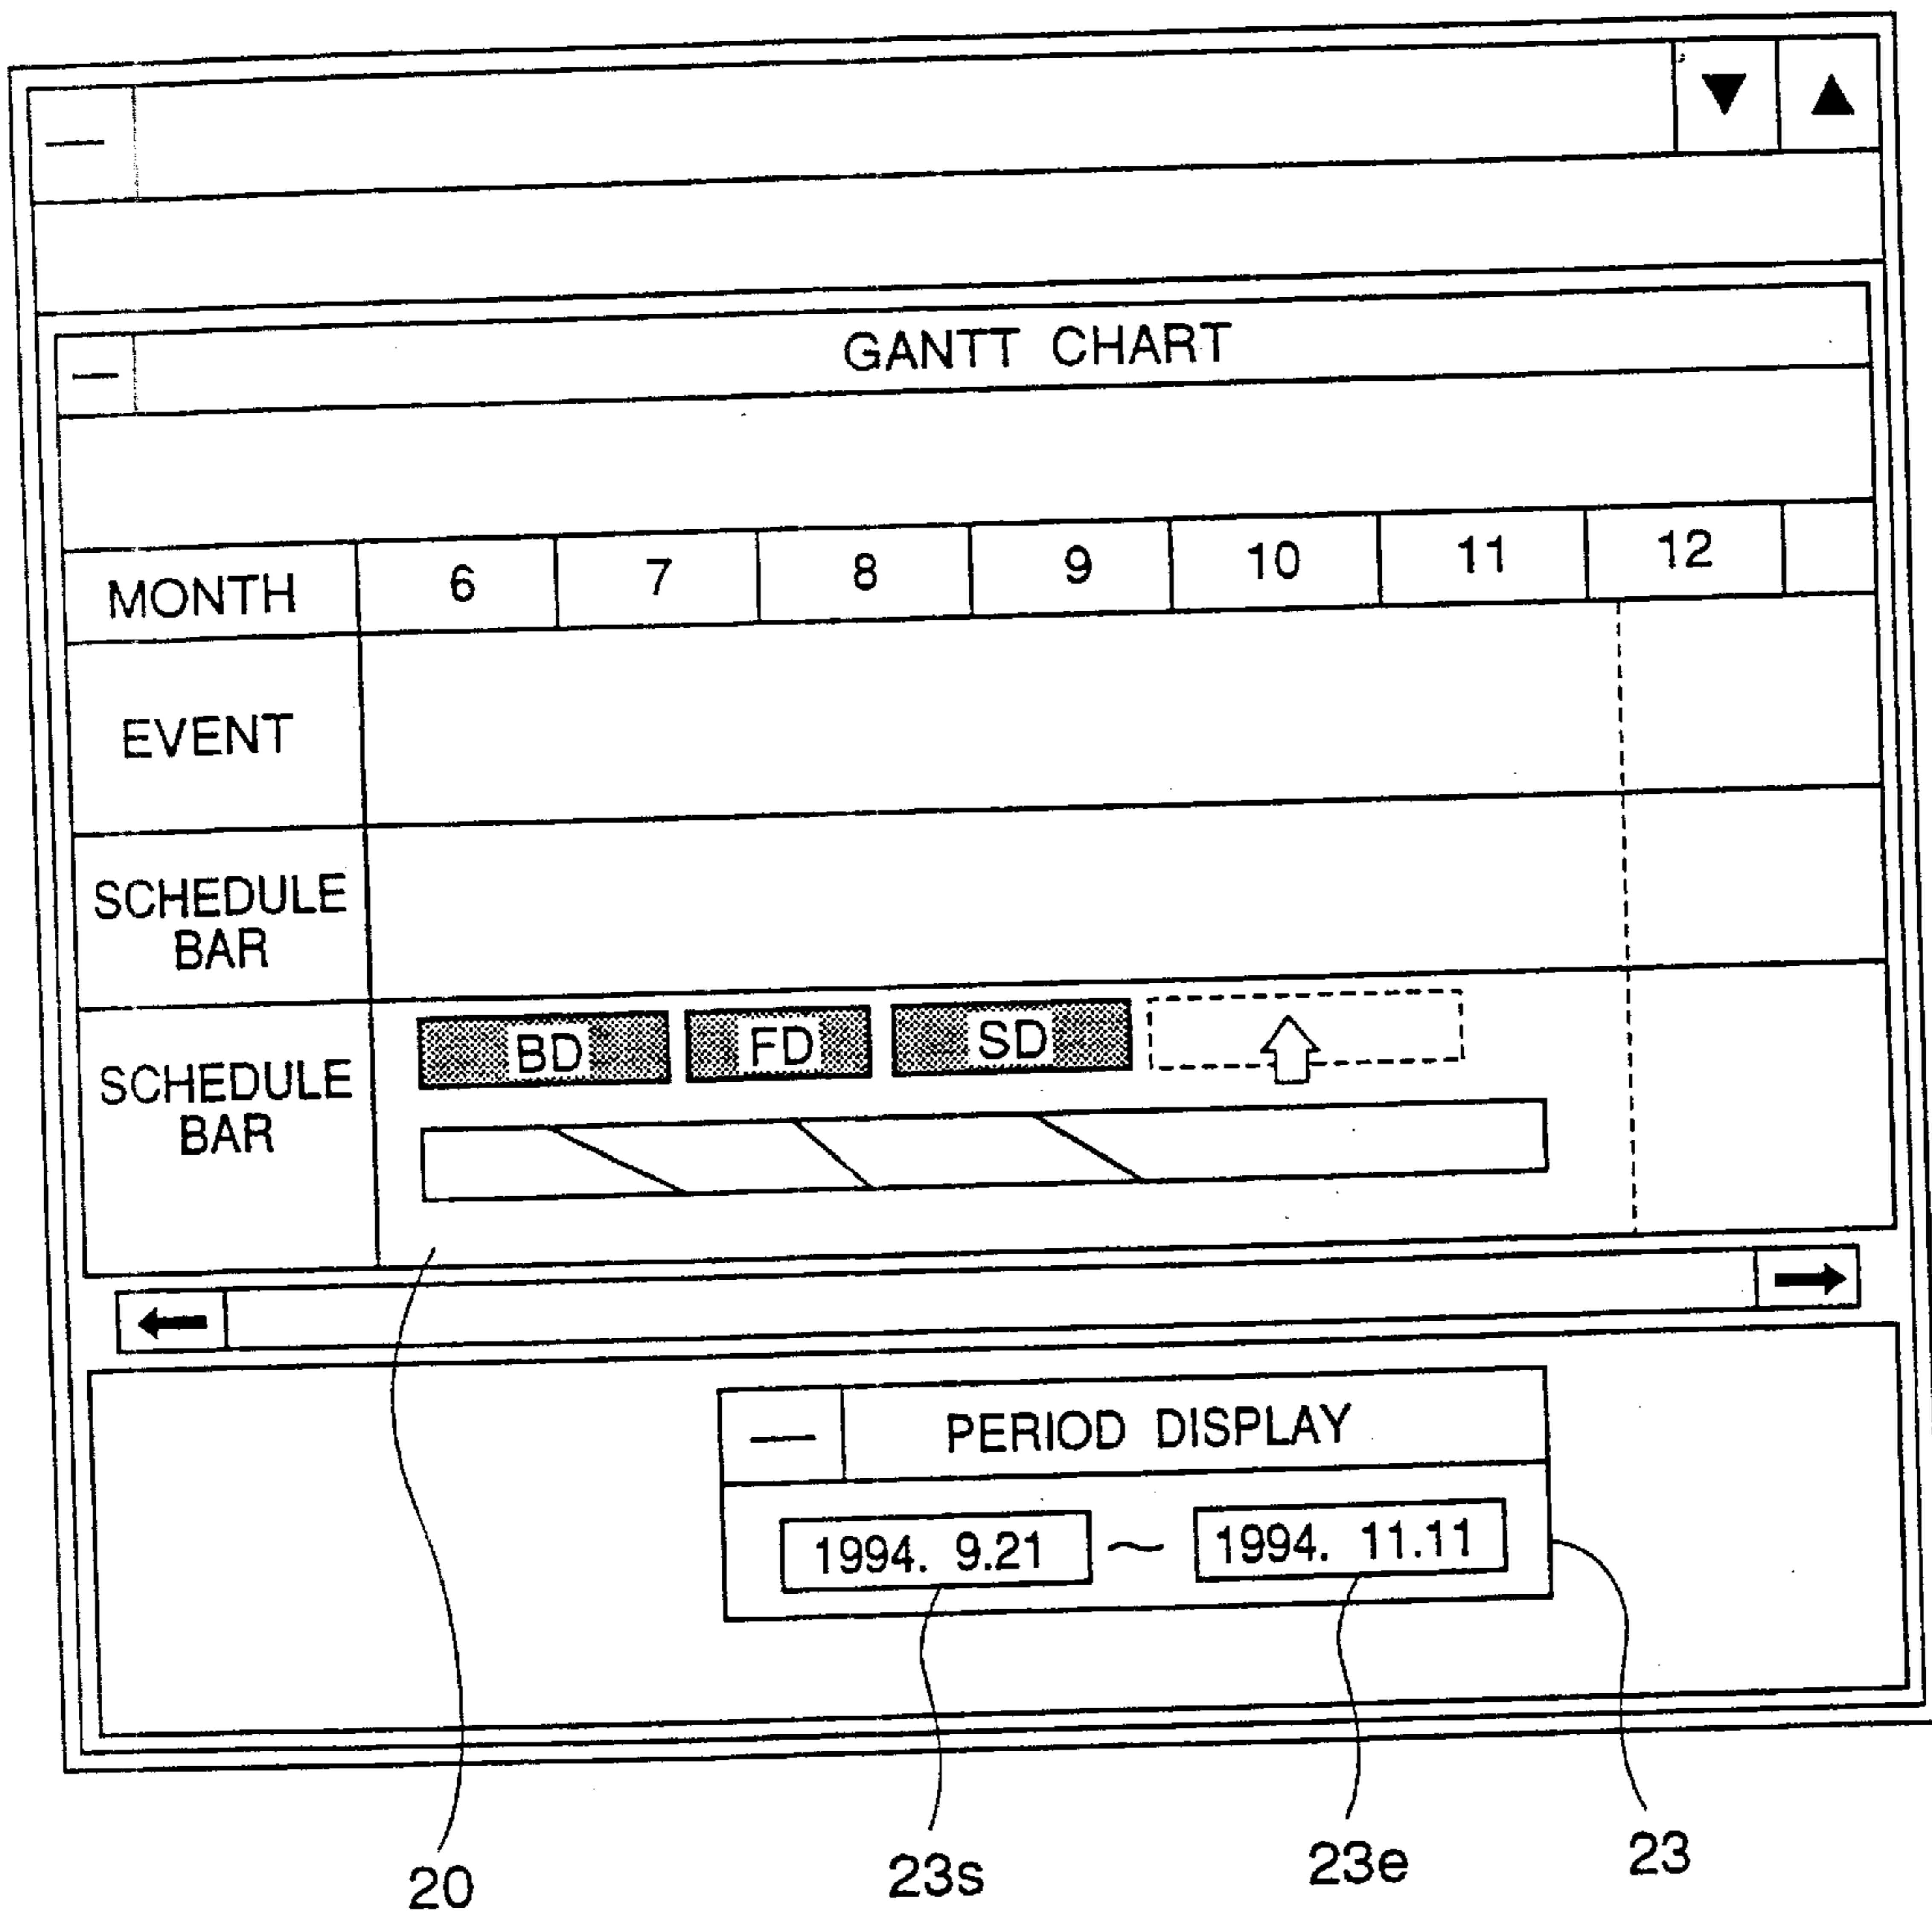 GANTT CHART
MONTH 6 7 8 9 10 11 12
EVENT
SCHEDULE
BAR
SCHEDULE
BAR
BD FD SD
PERIOD DISPLAY
1994. 9.21 ~ 1994. 11.11
20 23s 23e 23